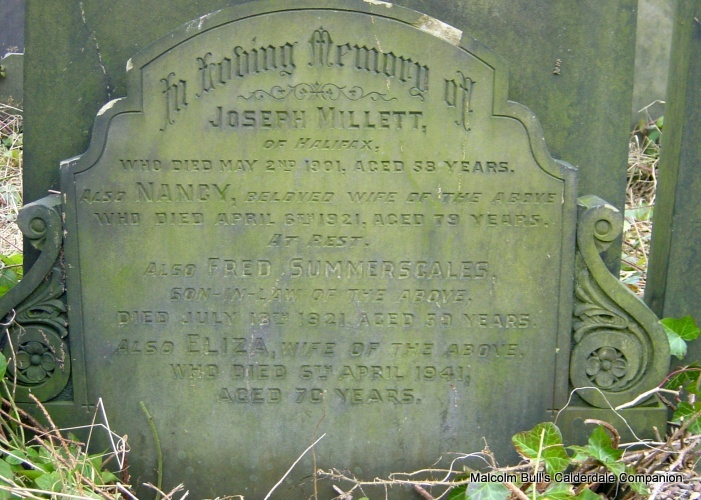 In Loving Memory of
JOSEPH MILLETT,
OF HALIFAX,
WHO DIED MAY 2ND 1901, AGED 58 YEARS.
ALSO NANCY, BELOVED WIFE OF THE ABOVE
WHO DIED APRIL 6TH 1921, AGED 79 YEARS.
AT REST.
ALSO FRED SUMMERSCALES,
SON-IN-LAW OF THE ABOVE,
DIED JULY 13TH 1921, AGED 50 YEARS.
ALSO ELIZA, WIFE OF THE ABOVE,
WHO DIED 6TH APRIL 1941,
AGED 70 YEARS.
Malcolm Bull's Calderdale Companion